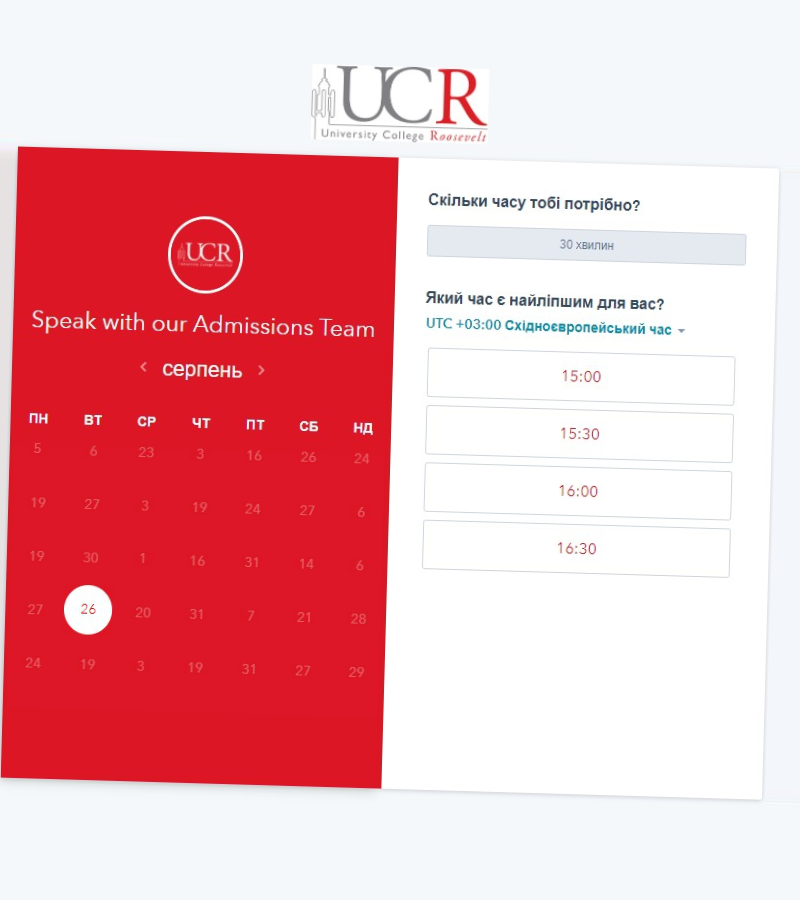 UCR
University College Roosevelt
UCR
Speak with our Admissions Team
серпень
ПН ВТ СР ЧТ ПТ СБ НД
5 6 23 3 16 26 24
19 27 3 19 24 27 6
19 30 1 16 31 14 6
27 26 20 31 7 21 28
24 19 3 19 31 27 29
Скільки часу тобі потрібно?
30 хвилин
Який час є найліпшим для вас?
UTC +03:00 Східноєвропейський час
15:00
15:30
16:00
16:30